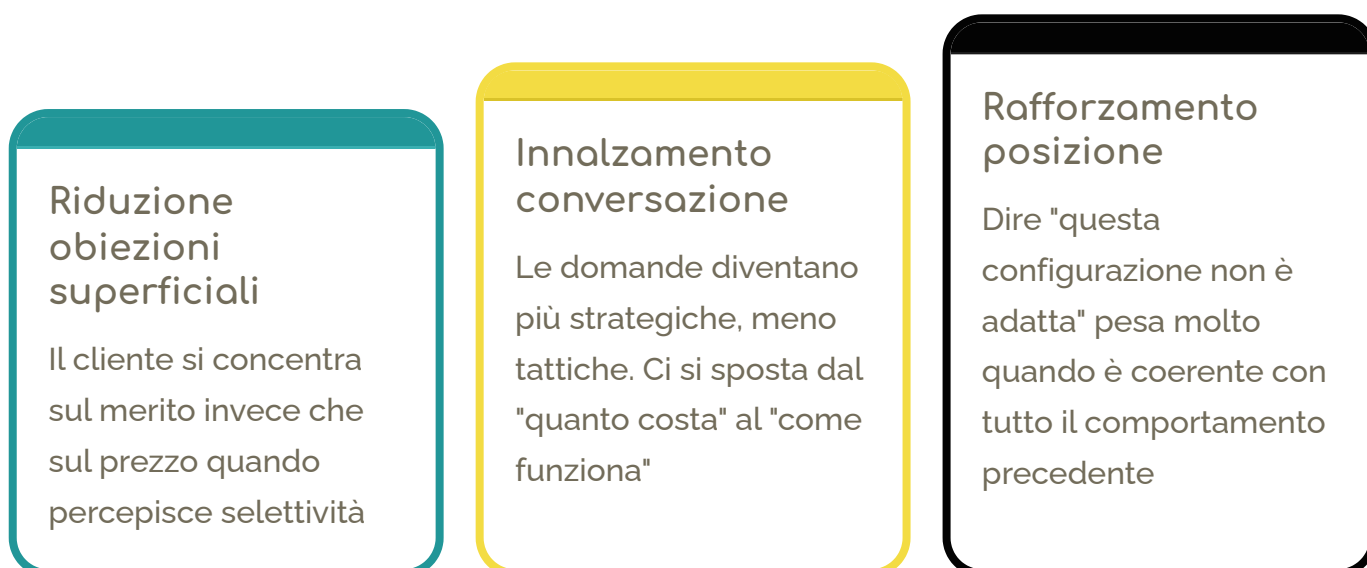 Riduzione
obiezioni
superficiali
Il cliente si concentra
sul merito invece che
sul prezzo quando
percepisce selettività
Innalzamento
conversazione
Le domande diventano
più strategiche, meno
tattiche. Ci si sposta dal
"quanto costa" al "come
funziona"
Rafforzamento
posizione
Dire "questa
configurazione non è
adatta" pesa molto
quando è coerente con
tutto il comportamento
precedente